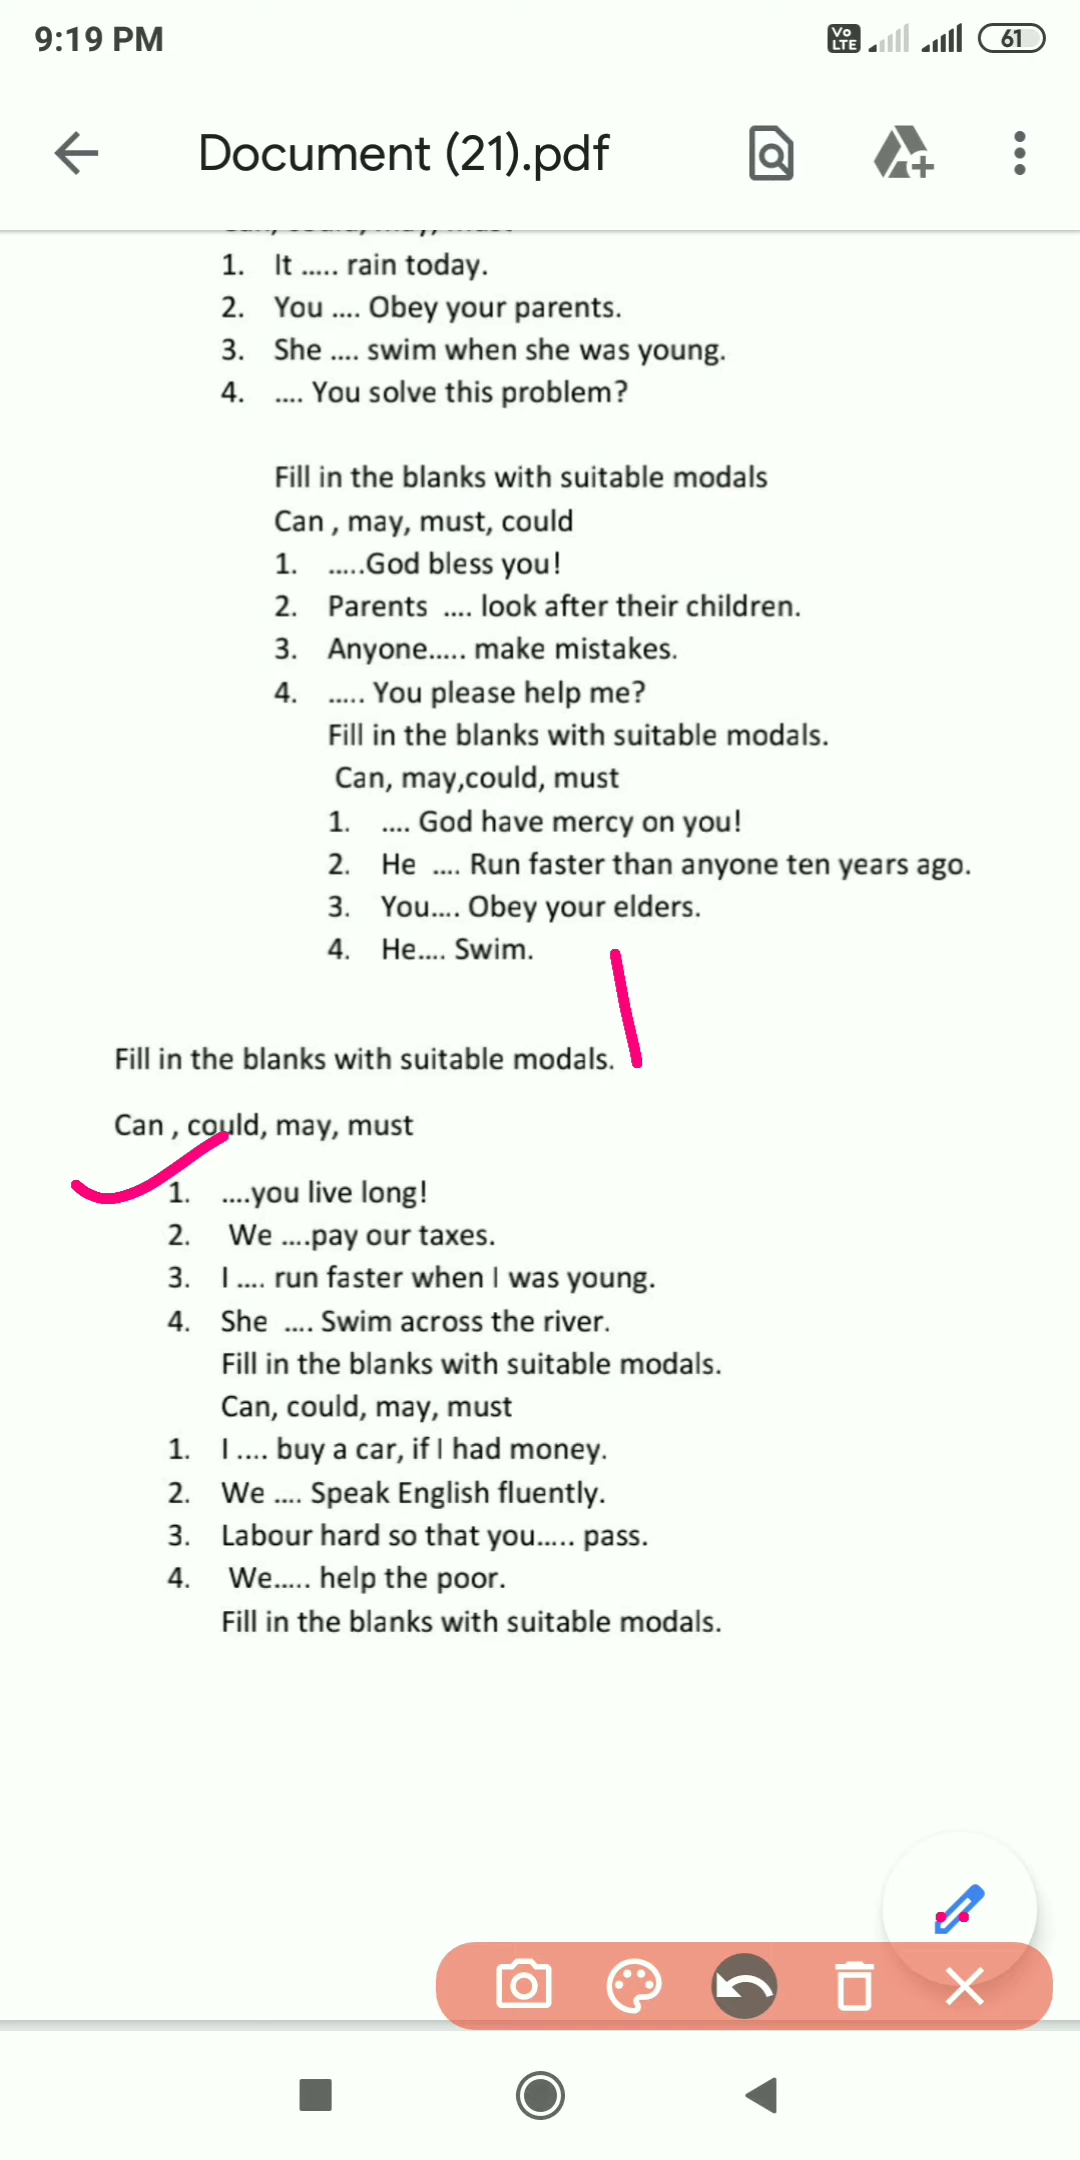 9:19 PM
Vo LTE
61
Document (21).pdf
1. It ..... rain today.
2. You .... Obey your parents.
3. She .... swim when she was young.
4. .... You solve this problem?
Fill in the blanks with suitable modals
Can , may, must, could
1. .....God bless you!
2. Parents .... look after their children.
3. Anyone..... make mistakes.
4. ..... You please help me?
Fill in the blanks with suitable modals.
Can, may,could, must
1. .... God have mercy on you!
2. He .... Run faster than anyone ten years ago.
3. You.... Obey your elders.
4. He.... Swim.
Fill in the blanks with suitable modals.
Can , could, may, must
1. ....you live long!
2. We ....pay our taxes.
3. I .... run faster when I was young.
4. She .... Swim across the river.
Fill in the blanks with suitable modals.
Can, could, may, must
1. I .... buy a car, if I had money.
2. We .... Speak English fluently.
3. Labour hard so that you..... pass.
4. We..... help the poor.
Fill in the blanks with suitable modals.